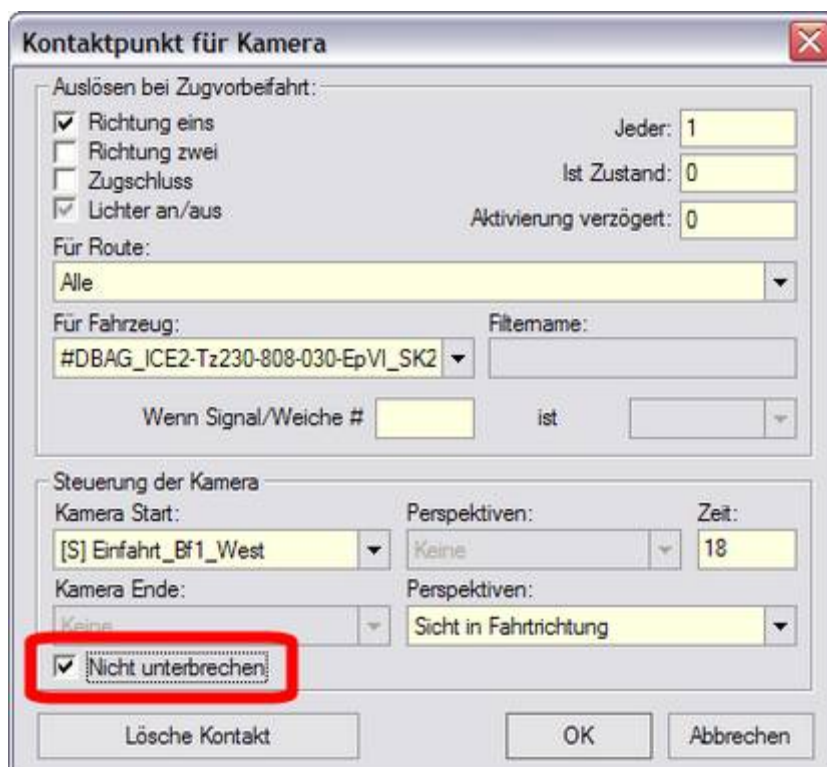 Kontaktpunkt für Kamera
Auslösen bei Zugvorbeifahrt:
Richtung eins
Jeder: 1
Richtung zwei
Zugschluss
Ist Zustand: 0
Lichter an/aus
Aktivierung verzögert: 0
Für Route:
Alle
Für Fahrzeug: Filtername:
#DBAG_ICE2-Tz230-808-030-EpVI_SK2
Wenn Signal/Weiche # ist
Steuerung der Kamera
Kamera Start: Perspektiven: Zeit:
[S] Einfahrt_Bf1_West Keine 18
Kamera Ende: Perspektiven:
Keine Sicht in Fahrtrichtung
Nicht unterbrechen
Lösche Kontakt OK Abbrechen